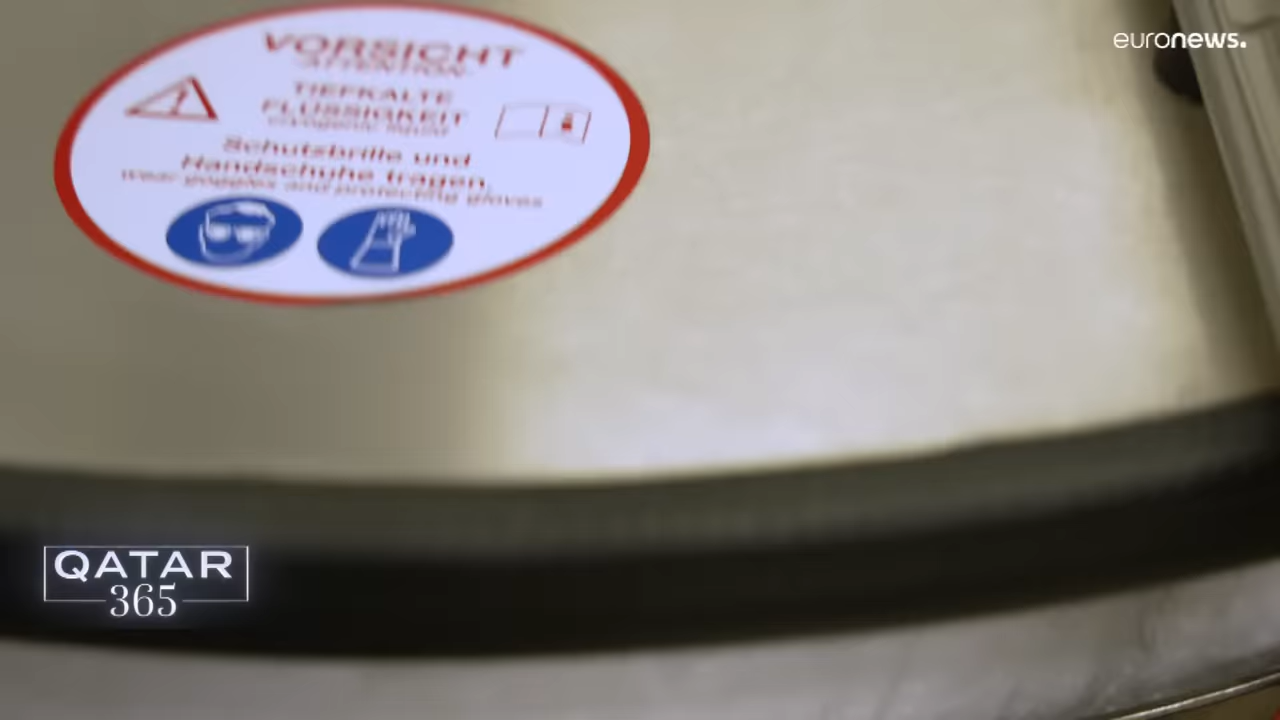 euronews.
VORSICHT
-ATTENTION-
TIEFKALTE
FLÜSSIGKEIT
cryogenic liquid
Schutzbrille und
Handschuhe tragen.
wear goggles and protecting gloves
QATAR
365